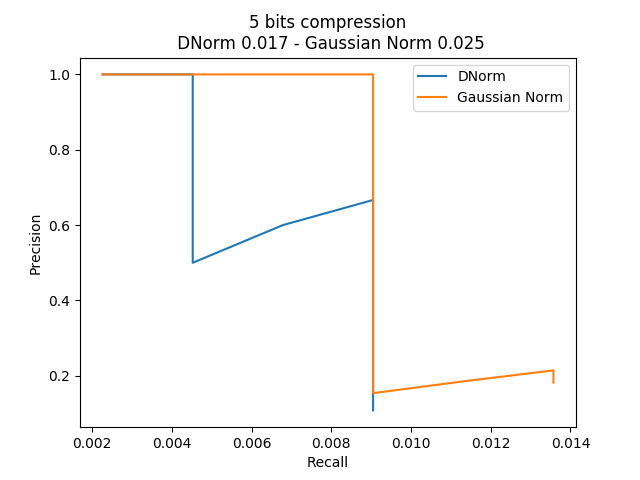 5 bits compression
DNorm 0.017 - Gaussian Norm 0.025
DNorm
Gaussian Norm
Precision
1.0
0.8
0.6
0.4
0.2
0.002 0.004 0.006 0.008 0.010 0.012 0.014
Recall